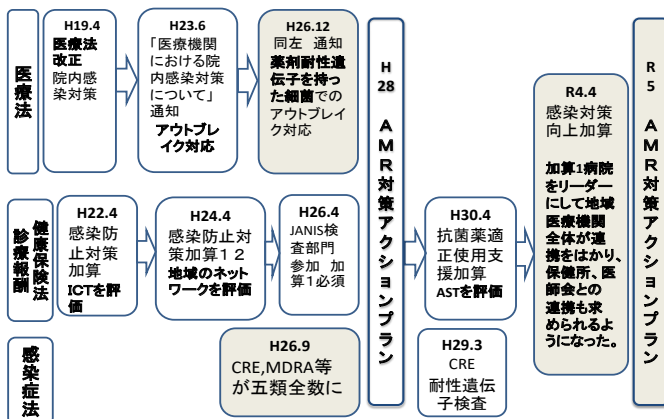 医療法
H19.4
医療法
改正
院内感
染対策
H23.6
「医療機関
における院
内感染対策
について」
通知
アウトブレ
イク対応
H26.12
同左 通知
薬剤耐性遺
伝子を持っ
た細菌での
アウトブレイ
ク対応
健康保険法
診療報酬
H22.4
感染防
止対策
加算
ICTを評
価
H24.4
感染防止対
策加算１２
地域のネット
ワークを評価
H26.4
JANIS検
査部門
参加 加
算１必須
感染症法
H26.9
CRE,MDRA等
が五類全数に
H
28
ＡＭＲ対策アクションプラン
H30.4
抗菌薬適
正使用支
援加算
ASTを評価
H29.3
CRE
耐性遺伝
子検査
R4.4
感染対策
向上加算
加算1病院
をリーダー
にして地域
医療機関
全体が連
携をはかり、
保健所、医
師会との
連携も求
められるよ
うになった。
R
5
ＡＭＲ対策アクションプラン